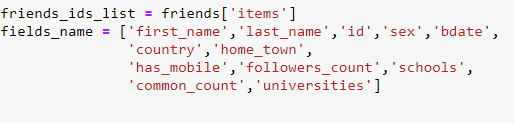 friends_ids_list = friends['items']
fields_name = ['first_name','last_name','id','sex','bdate',
'country','home_town',
'has_mobile','followers_count','schools',
'common_count','universities']